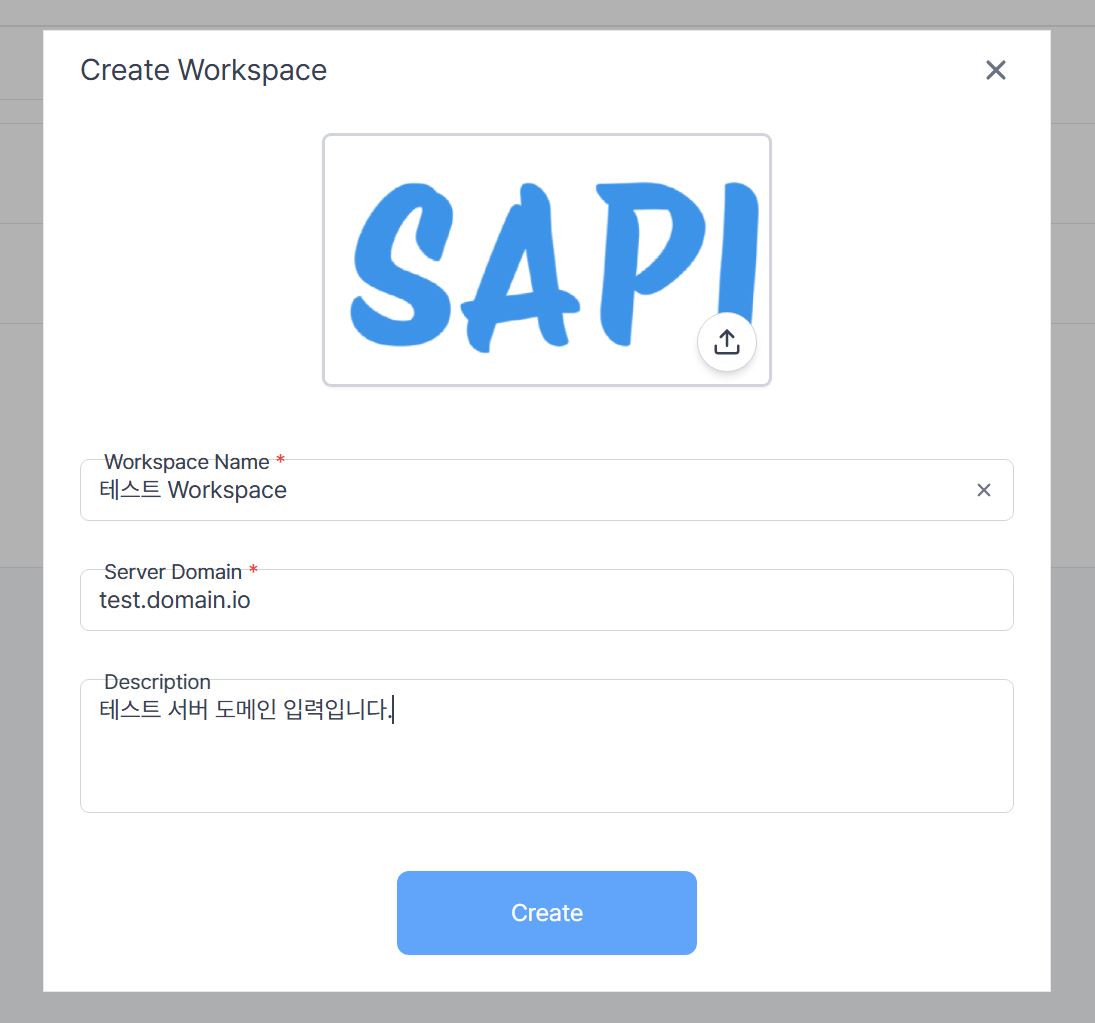 Create Workspace
SAPI
Workspace Name *
테스트 Workspace
Server Domain *
test.domain.io
Description
테스트 서버 도메인 입력입니다.
Create